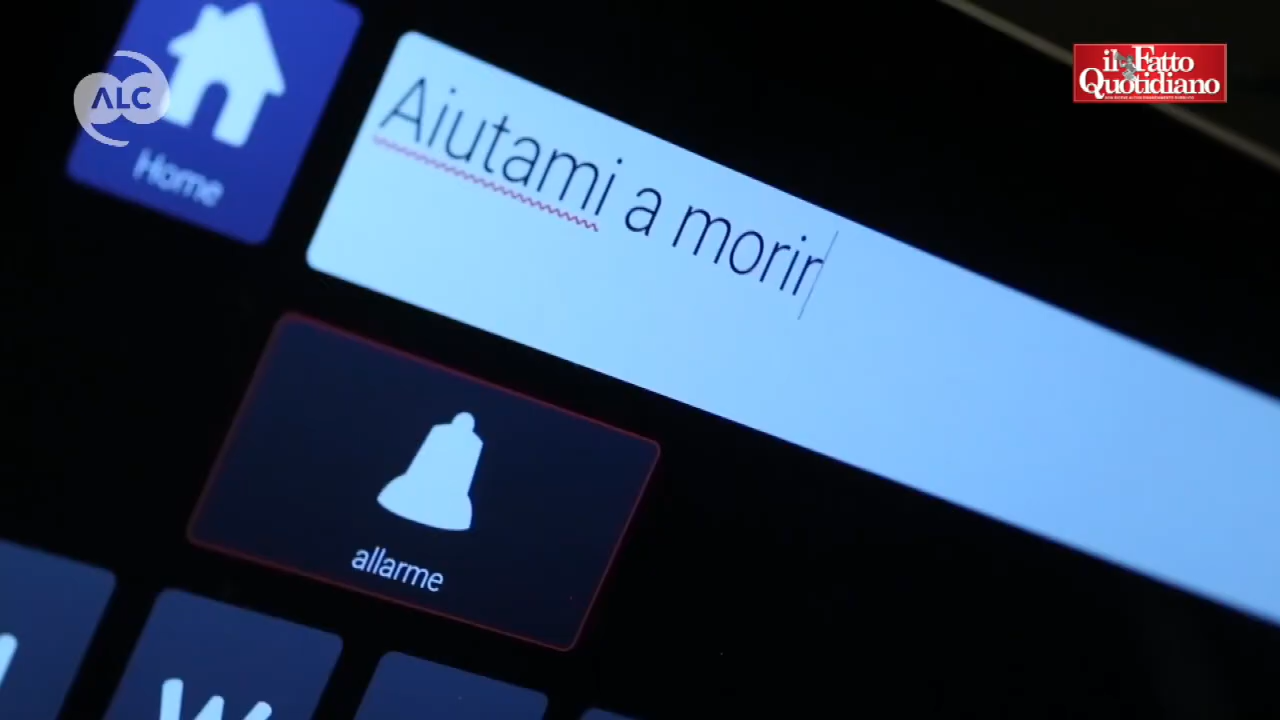 ALC
Home
Aiutami a morir
il Fatto
Quotidiano
allarme
W